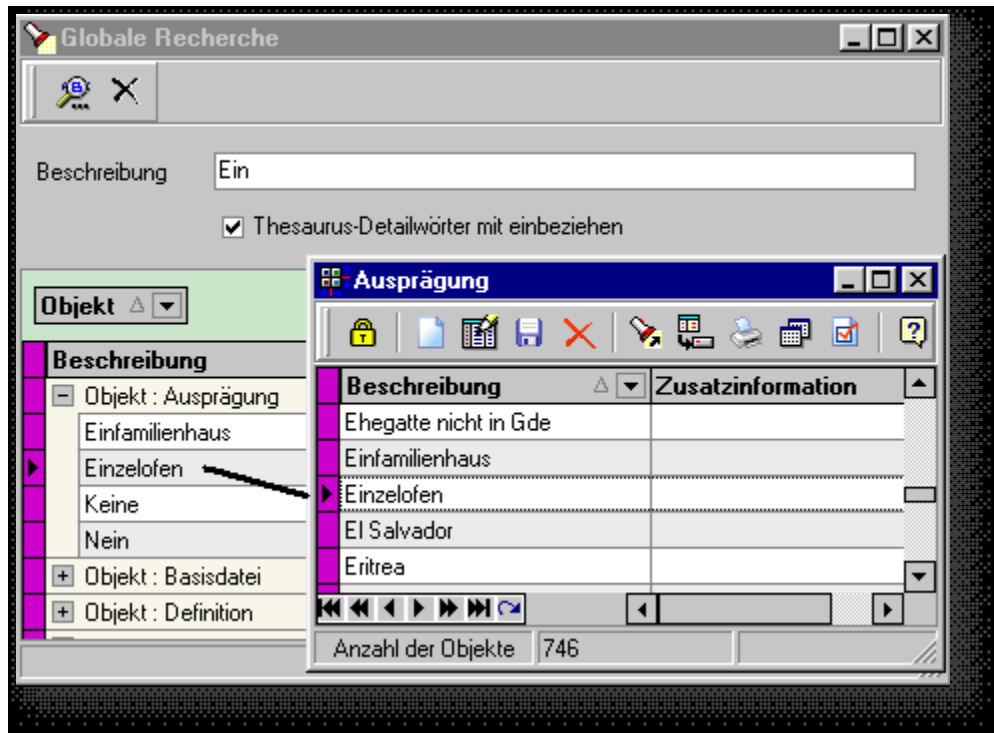 Globale Recherche
Beschreibung Ein
Thesaurus-Detailwörter mit einbeziehen
Objekt
Beschreibung
Objekt : Ausprägung
Einfamilienhaus
Einzelofen
Keine
Nein
Objekt : Basisdatei
Objekt : Definition
Ausprägung
Beschreibung Zusatzinformation
Ehegatte nicht in Gde
Einfamilienhaus
Einzelofen
El Salvador
Eritrea
Anzahl der Objekte 746